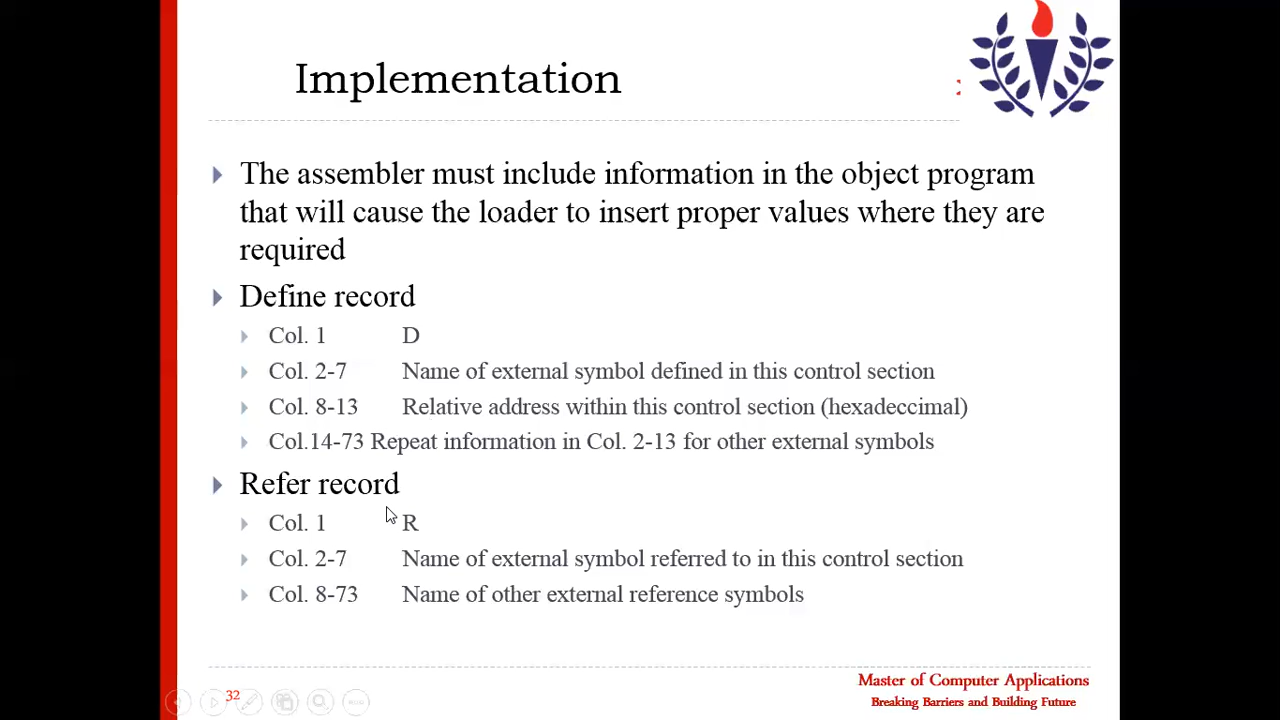 Implementation
The assembler must include information in the object program
that will cause the loader to insert proper values where they are
required
Define record
Col. 1 D
Col. 2-7 Name of external symbol defined in this control section
Col. 8-13 Relative address within this control section (hexadeccimal)
Col.14-73 Repeat information in Col. 2-13 for other external symbols
Refer record
Col. 1 R
Col. 2-7 Name of external symbol referred to in this control section
Col. 8-73 Name of other external reference symbols
32
Master of Computer Applications
Breaking Barriers and Building Future